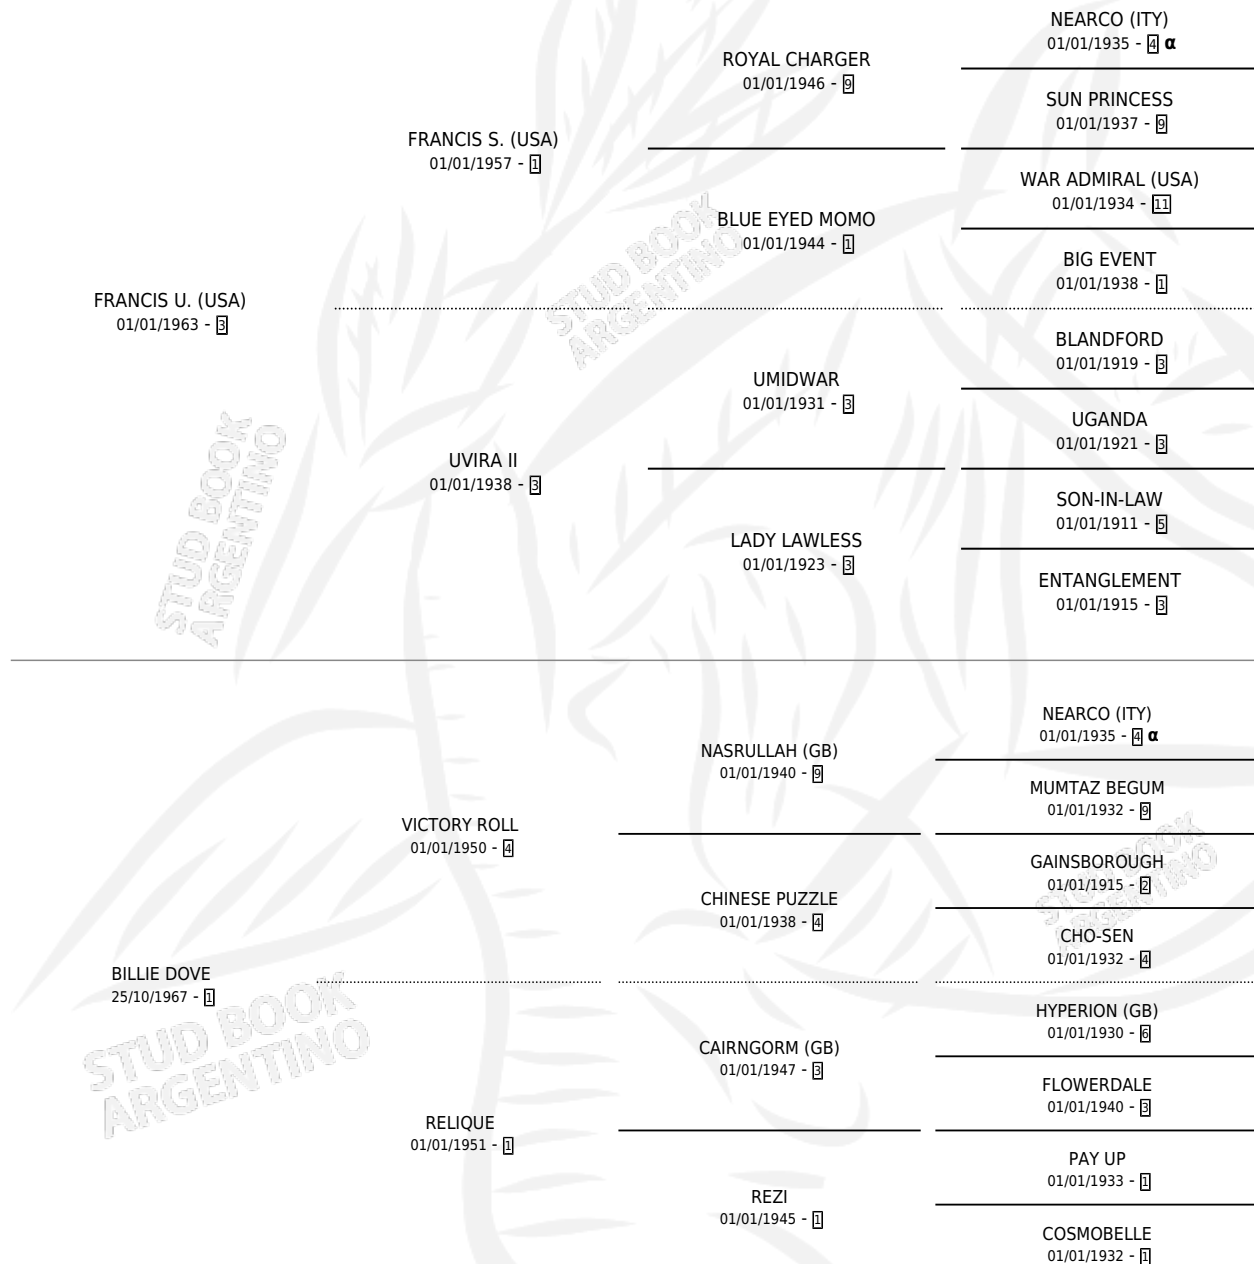 NEARCO (ITY)
01/01/1935 - 4 α
ROYAL CHARGER
01/01/1946 - 9
SUN PRINCESS
01/01/1937 - 9
FRANCIS S. (USA)
01/01/1957 - 1
WAR ADMIRAL (USA)
01/01/1934 - 11
BLUE EYED MOMO
01/01/1944 - 1
BIG EVENT
01/01/1938 - 1
FRANCIS U. (USA)
01/01/1963 - 3
BLANDFORD
01/01/1919 - 3
UMIDWAR
01/01/1931 - 3
UGANDA
01/01/1921 - 3
UVIRA II
01/01/1938 - 3
SON-IN-LAW
01/01/1911 - 5
LADY LAWLESS
01/01/1923 - 3
ENTANGLEMENT
01/01/1915 - 3
NEARCO (ITY)
01/01/1935 - 4 α
NASRULLAH (GB)
01/01/1940 - 9
MUMTAZ BEGUM
01/01/1932 - 9
VICTORY ROLL
01/01/1950 - 4
GAINSBOROUGH
01/01/1915 - 2
CHINESE PUZZLE
01/01/1938 - 4
CHO-SEN
01/01/1932 - 4
BILLIE DOVE
25/10/1967 - 1
HYPERION (GB)
01/01/1930 - 6
CAIRNGORM (GB)
01/01/1947 - 3
FLOWERDALE
01/01/1940 - 3
RELIQUE
01/01/1951 - 1
PAY UP
01/01/1933 - 1
REZI
01/01/1945 - 1
COSMOBELLE
01/01/1932 - 1
STUD BOOK
ARGENTINO
STUD BOOK
ARGENTINO
STUD BOOK
ARGENTINO
STUD BOOK
ARGENTINO